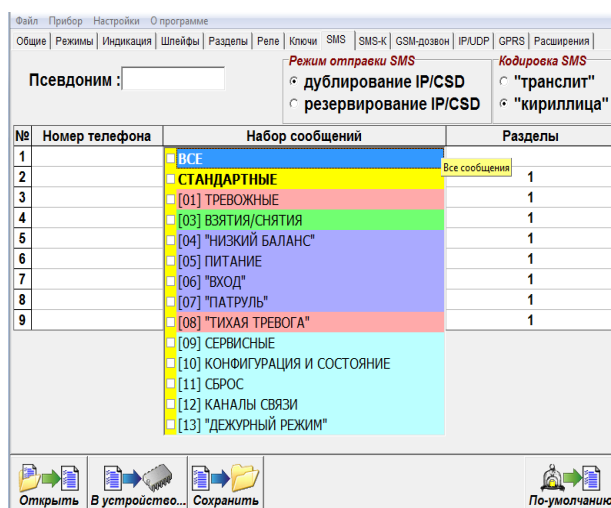 Файл Прибор Настройки О программе
Общие Режимы Индикация Шлейфы Разделы Реле Ключи SMS SMS-K GSM-дозвон IP/UDP GPRS Расширения
Режим отправки SMS Кодировка SMS
Псевдоним : дублирование IP/CSD "транслит"
резервирование IP/CSD "кириллица"
№ Номер телефона Набор сообщений Разделы
1 ВСЕ
Все сообщения
2 СТАНДАРТНЫЕ 1
3 [01] ТРЕВОЖНЫЕ 1
4 [03] ВЗЯТИЯ/СНЯТИЯ 1
5 [04] "НИЗКИЙ БАЛАНС" 1
6 [05] ПИТАНИЕ 1
7 [06] "ВХОД" 1
8 [07] "ПАТРУЛЬ" 1
9 [08] "ТИХАЯ ТРЕВОГА" 1
[09] СЕРВИСНЫЕ
[10] КОНФИГУРАЦИЯ И СОСТОЯНИЕ
[11] СБРОС
[12] КАНАЛЫ СВЯЗИ
[13] "ДЕЖУРНЫЙ РЕЖИМ"
Открыть В устройство... Сохранить По-умолчанию